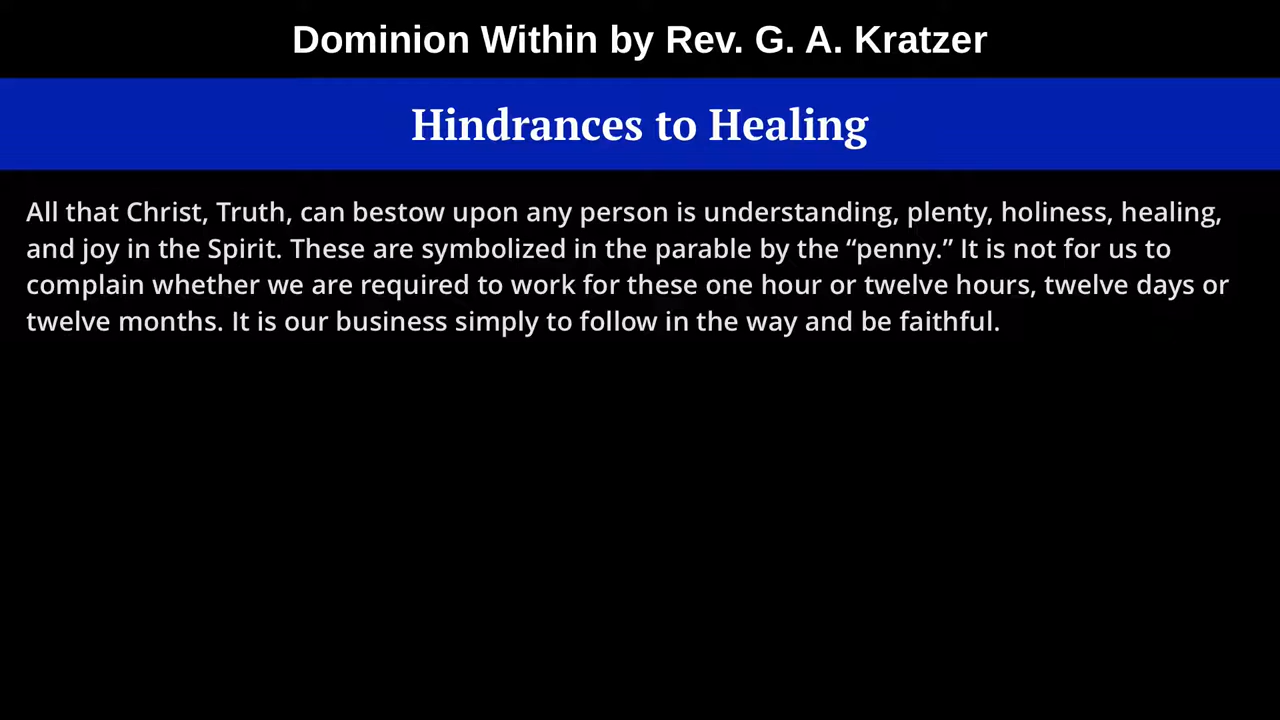 Dominion Within by Rev. G. A. Kratzer
Hindrances to Healing
All that Christ, Truth, can bestow upon any person is understanding, plenty, holiness, healing,
and joy in the Spirit. These are symbolized in the parable by the “penny.” It is not for us to
complain whether we are required to work for these one hour or twelve hours, twelve days or
twelve months. It is our business simply to follow in the way and be faithful.